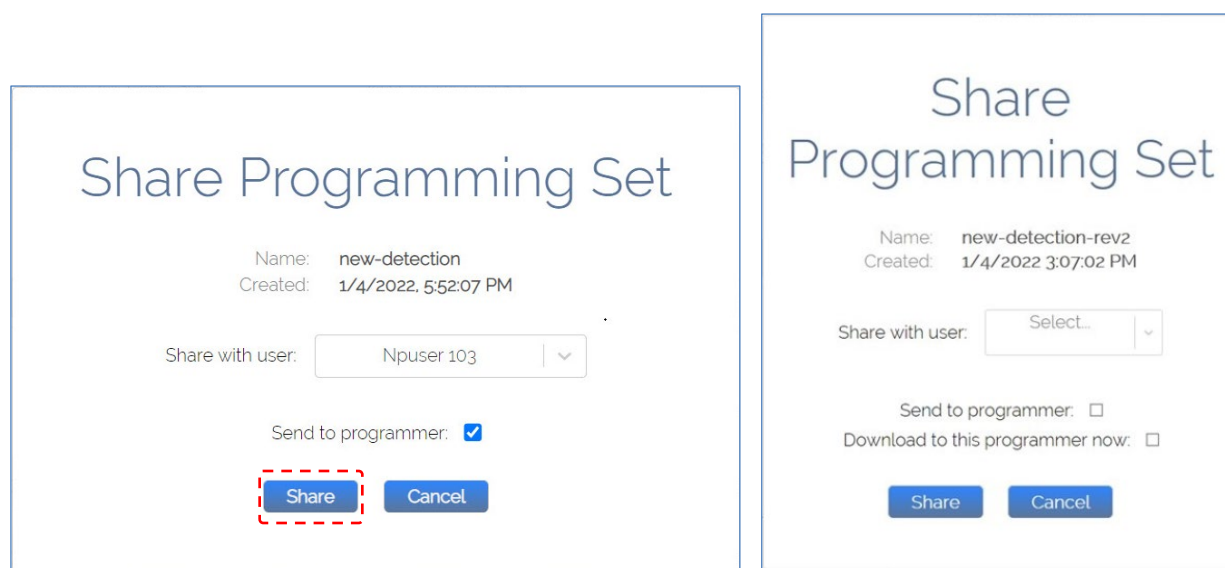 Share Programming Set
Name: new-detection
Created: 1/4/2022, 5:52:07 PM
Share with user: Npuser 103
Send to programmer:
Share Cancel
Share
Programming Set
Name: new-detection-rev2
Created: 1/4/2022 3:07:02 PM
Share with user: Select...
Send to programmer:
Download to this programmer now:
Share Cancel